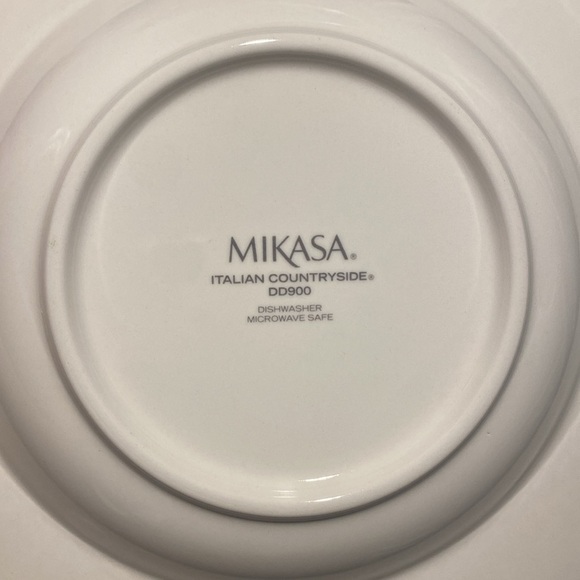 MIKASA®
ITALIAN COUNTRYSIDE®
DD900
DISHWASHER
MICROWAVE SAFE